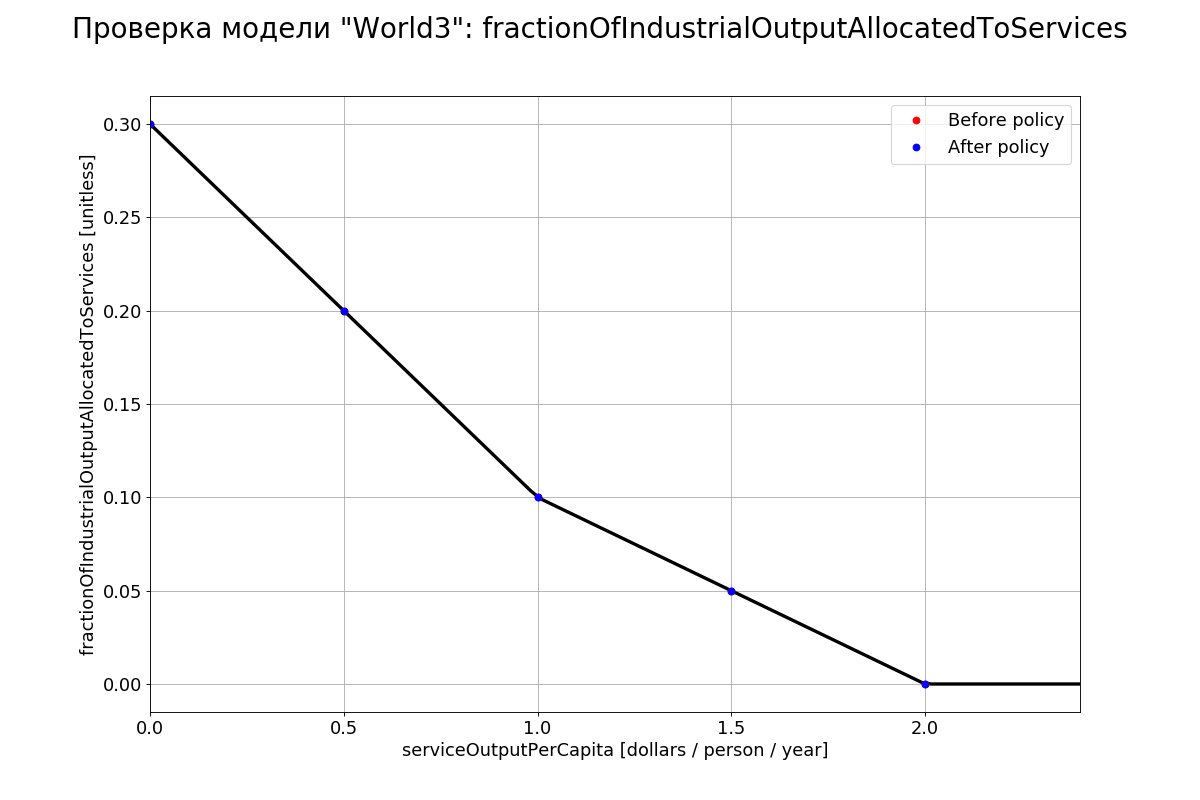 Проверка модели "World3": fractionOfIndustrialOutputAllocatedToServices
Before policy
After policy
fractionOfIndustrialOutputAllocatedToServices [unitless]
0.30
0.25
0.20
0.15
0.10
0.05
0.00
0.0 0.5 1.0 1.5 2.0
serviceOutputPerCapita [dollars / person / year]